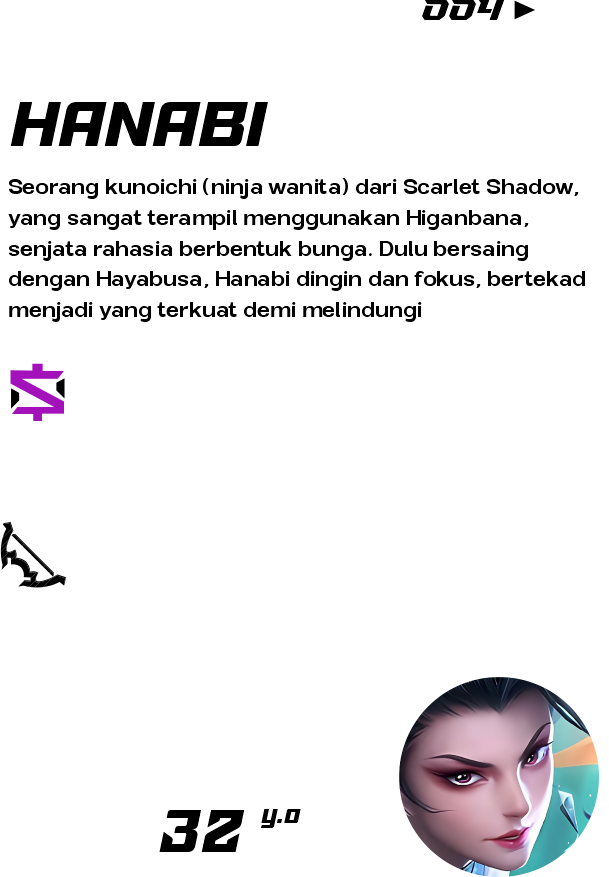 HANABI
Seorang kunoichi (ninja wanita) dari Scarlet Shadow,
yang sangat terampil menggunakan Higanbana,
senjata rahasia berbentuk bunga. Dulu bersaing
dengan Hayabusa, Hanabi dingin dan fokus, bertekad
menjadi yang terkuat demi melindungi
32 y.o